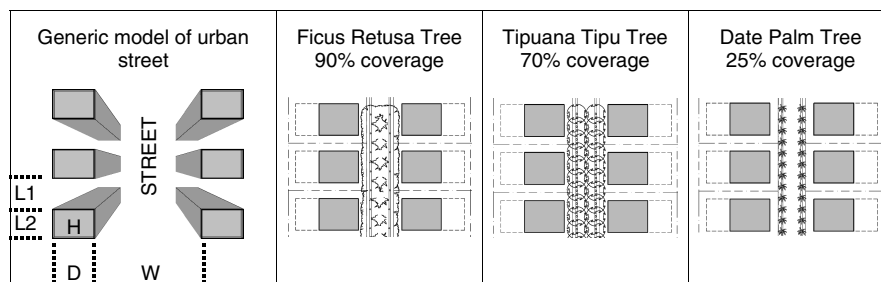 Generic model of urban
street
STREET
L1
L2
H
D
W
Ficus Retusa Tree
90% coverage
Tipuana Tipu Tree
70% coverage
Date Palm Tree
25% coverage